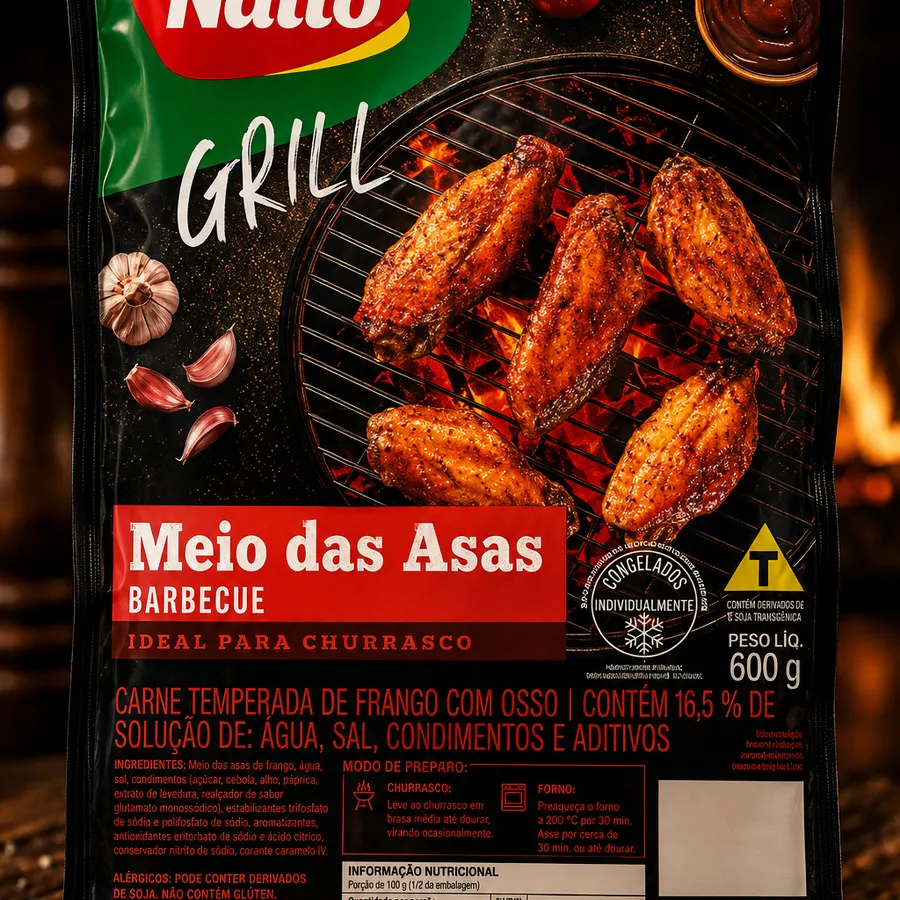 Natto
GRILL
Meio das Asas
BARBECUE
IDEAL PARA CHURRASCO
CONGELADOS
INDIVIDUALMENTE
T
CONTÉM DERIVADOS DE
E SOJA TRANSGÊNICA
PESO LÍQ.
600 g
CARNE TEMPERADA DE FRANGO COM OSSO | CONTÉM 16,5 % DE
SOLUÇÃO DE: ÁGUA, SAL, CONDIMENTOS E ADITIVOS
INGREDIENTES: Meio das asas de frango, água,
sal, condimentos (açúcar, cebola, alho, páprica,
extrato de levedura, realçador de sabor
glutamato monossódico), estabilizantes trifosfato
de sódio e polifosfato de sódio, aromatizantes,
antioxidantes eritorbato de sódio e ácido cítrico,
conservador nitrito de sódio, corante caramelo IV.
ALÉRGICOS: PODE CONTER DERIVADOS
DE SOJA. NÃO CONTÉM GLÚTEN.
MODO DE PREPARO:
CHURRASCO:
Leve ao churrasco em
brasa média até dourar,
virando ocasionalmente.
FORNO:
Preaqueça o forno
a 200 °C por 30 min.
Asse por cerca de
30 min. ou até dourar.
INFORMAÇÃO NUTRICIONAL
Porção de 100 g (1/2 da embalagem)